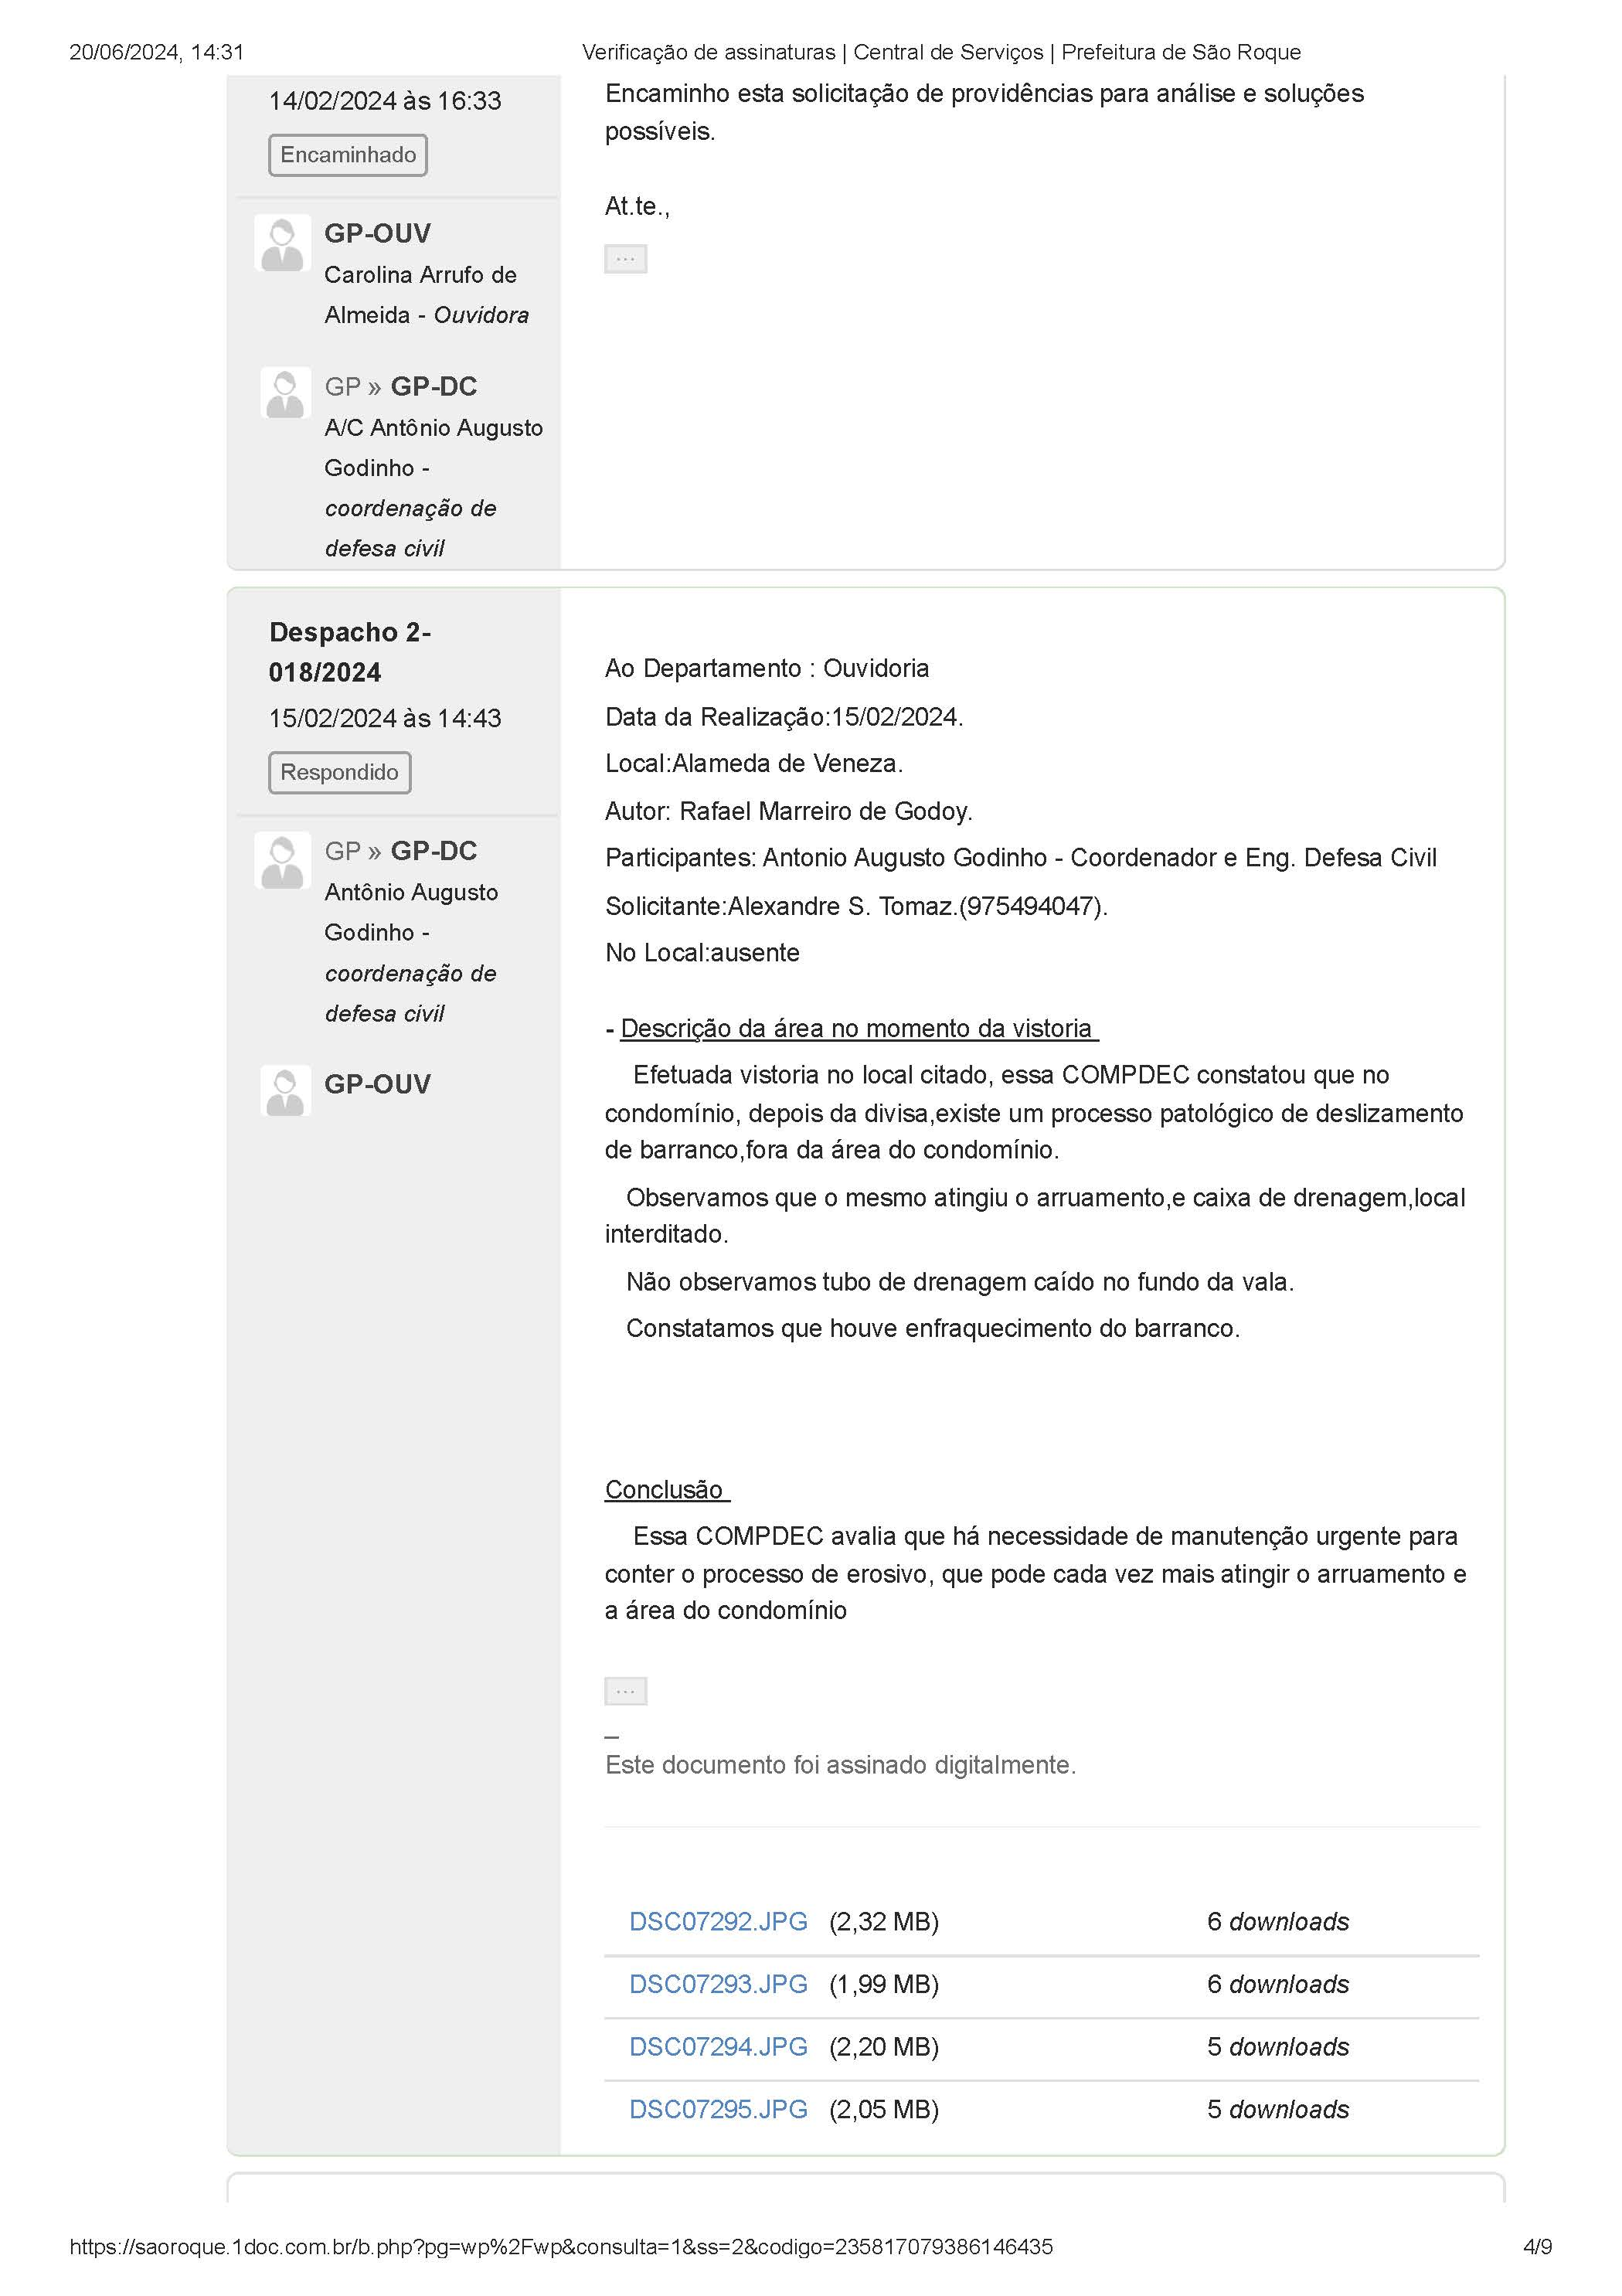 20/06/2024, 14:31
Verificação de assinaturas | Central de Serviços | Prefeitura de São Roque
14/02/2024 às 16:33
Encaminhado
GP-OUV
Carolina Arrufo de
Almeida - Ouvidora
GP » GP-DC
A/C Antônio Augusto
Godinho -
coordenação de
defesa civil
Encaminho esta solicitação de providências para análise e soluções
possíveis.
At.te.,
...
Despacho 2-
018/2024
15/02/2024 às 14:43
Respondido
GP » GP-DC
Antônio Augusto
Godinho -
coordenação de
defesa civil
GP-OUV
Ao Departamento : Ouvidoria
Data da Realização:15/02/2024.
Local:Alameda de Veneza.
Autor: Rafael Marreiro de Godoy.
Participantes: Antonio Augusto Godinho - Coordenador e Eng. Defesa Civil
Solicitante:Alexandre S. Tomaz.(975494047).
No Local:ausente
- Descrição da área no momento da vistoria
Efetuada vistoria no local citado, essa COMPDEC constatou que no
condomínio, depois da divisa,existe um processo patológico de deslizamento
de barranco,fora da área do condomínio.
Observamos que o mesmo atingiu o arruamento,e caixa de drenagem,local
interditado.
Não observamos tubo de drenagem caído no fundo da vala.
Constatamos que houve enfraquecimento do barranco.
Conclusão
Essa COMPDEC avalia que há necessidade de manutenção urgente para
conter o processo de erosivo, que pode cada vez mais atingir o arruamento e
a área do condomínio
...
_
Este documento foi assinado digitalmente.
DSC07292.JPG (2,32 MB) 6 downloads
DSC07293.JPG (1,99 MB) 6 downloads
DSC07294.JPG (2,20 MB) 5 downloads
DSC07295.JPG (2,05 MB) 5 downloads
https://saoroque.1doc.com.br/b.php?pg=wp%2Fwp&consulta=1&ss=2&codigo=235817079386146435
4/9